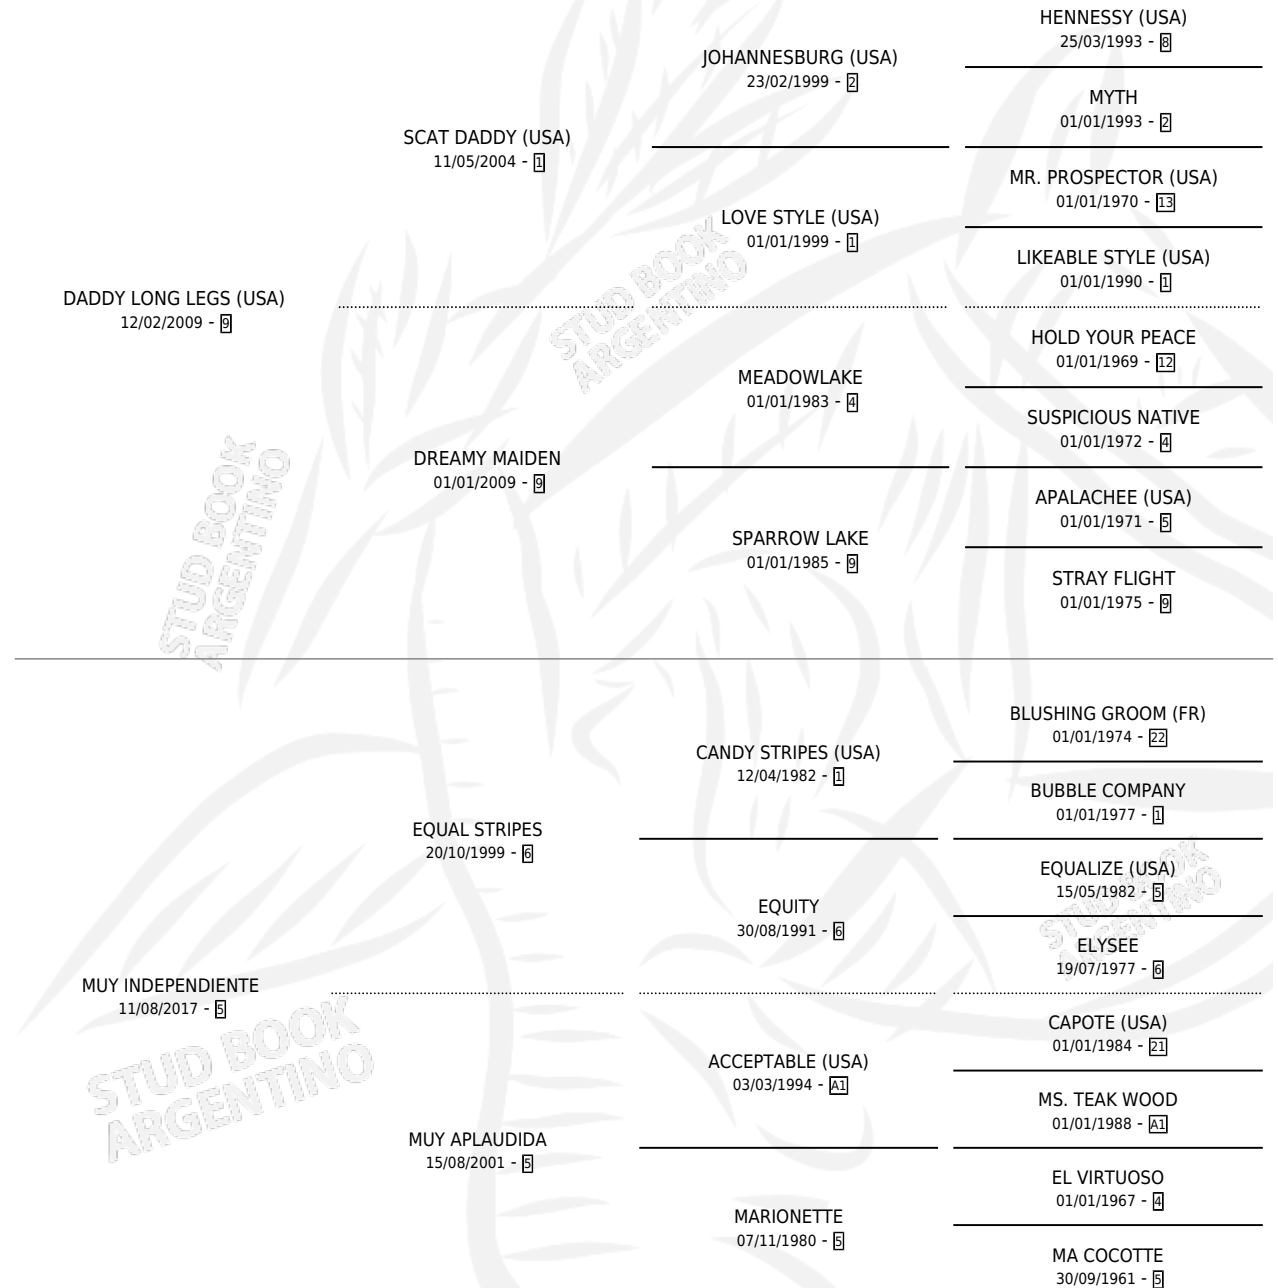 HENNESSY (USA)
25/03/1993 - 8
JOHANNESBURG (USA)
23/02/1999 - 2
MYTH
01/01/1993 - 2
SCAT DADDY (USA)
11/05/2004 - 1
MR. PROSPECTOR (USA)
01/01/1970 - 13
LOVE STYLE (USA)
01/01/1999 - 1
LIKEABLE STYLE (USA)
01/01/1990 - 1
DADDY LONG LEGS (USA)
12/02/2009 - 9
HOLD YOUR PEACE
01/01/1969 - 12
MEADOWLAKE
01/01/1983 - 4
SUSPICIOUS NATIVE
01/01/1972 - 4
DREAMY MAIDEN
01/01/2009 - 9
APALACHEE (USA)
01/01/1971 - 5
SPARROW LAKE
01/01/1985 - 9
STRAY FLIGHT
01/01/1975 - 9
BLUSHING GROOM (FR)
01/01/1974 - 22
CANDY STRIPES (USA)
12/04/1982 - 1
BUBBLE COMPANY
01/01/1977 - 1
EQUAL STRIPES
20/10/1999 - 6
EQUALIZE (USA)
15/05/1982 - 5
EQUITY
30/08/1991 - 6
ELYSEE
19/07/1977 - 6
MUY INDEPENDIENTE
11/08/2017 - 5
CAPOTE (USA)
01/01/1984 - 21
ACCEPTABLE (USA)
03/03/1994 - A1
MS. TEAK WOOD
01/01/1988 - A1
MUY APLAUDIDA
15/08/2001 - 5
EL VIRTUOSO
01/01/1967 - 4
MARIONETTE
07/11/1980 - 5
MA COCOTTE
30/09/1961 - 5
STUD BOOK
ARGENTINO
STUD BOOK
ARGENTINO
STUD BOOK
ARGENTINO
STUD BOOK
ARGENTINO